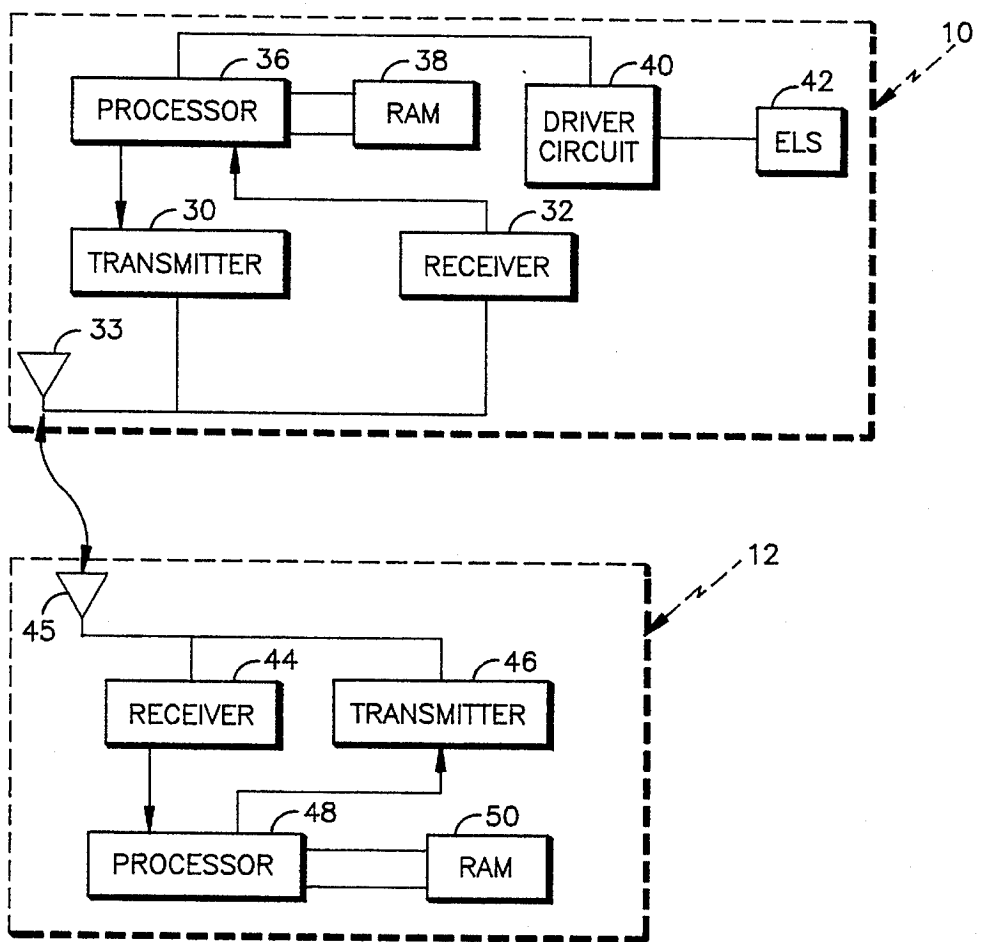 10
36
38
40
42
PROCESSOR
RAM
DRIVER
CIRCUIT
ELS
30
32
TRANSMITTER
RECEIVER
33
12
45
44
46
RECEIVER
TRANSMITTER
48
50
PROCESSOR
RAM